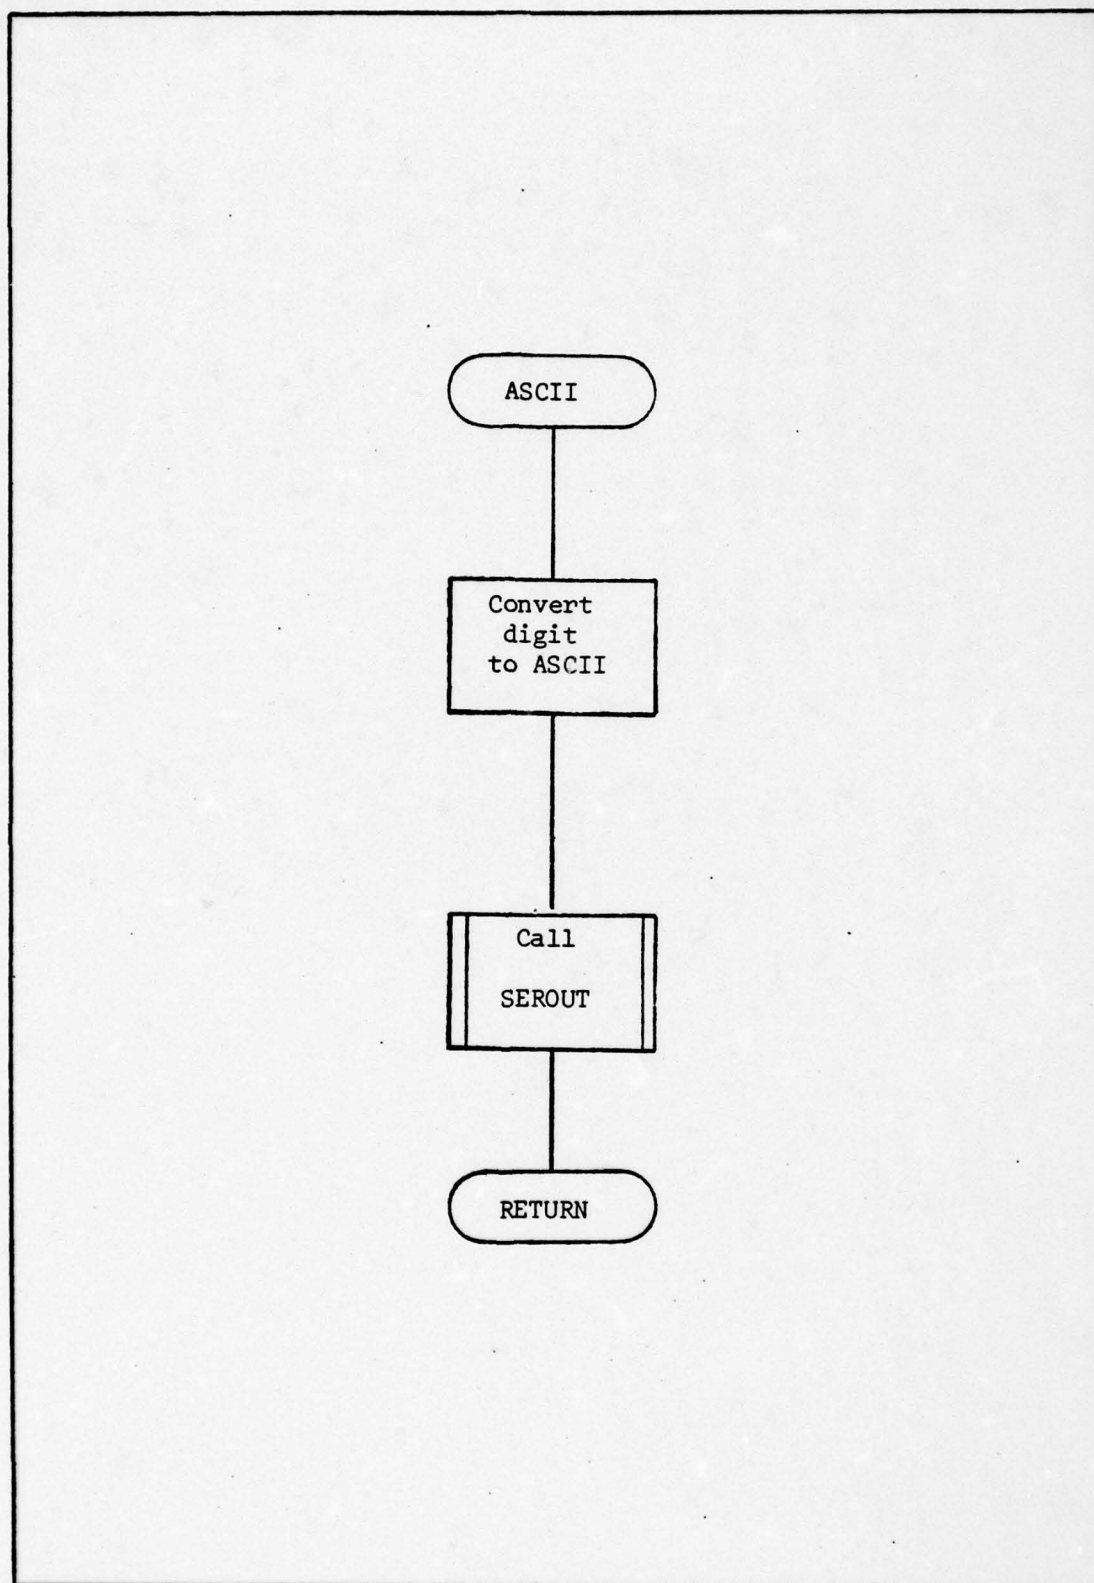 ASCII
Convert
digit
to ASCII
Call
SEROUT
RETURN